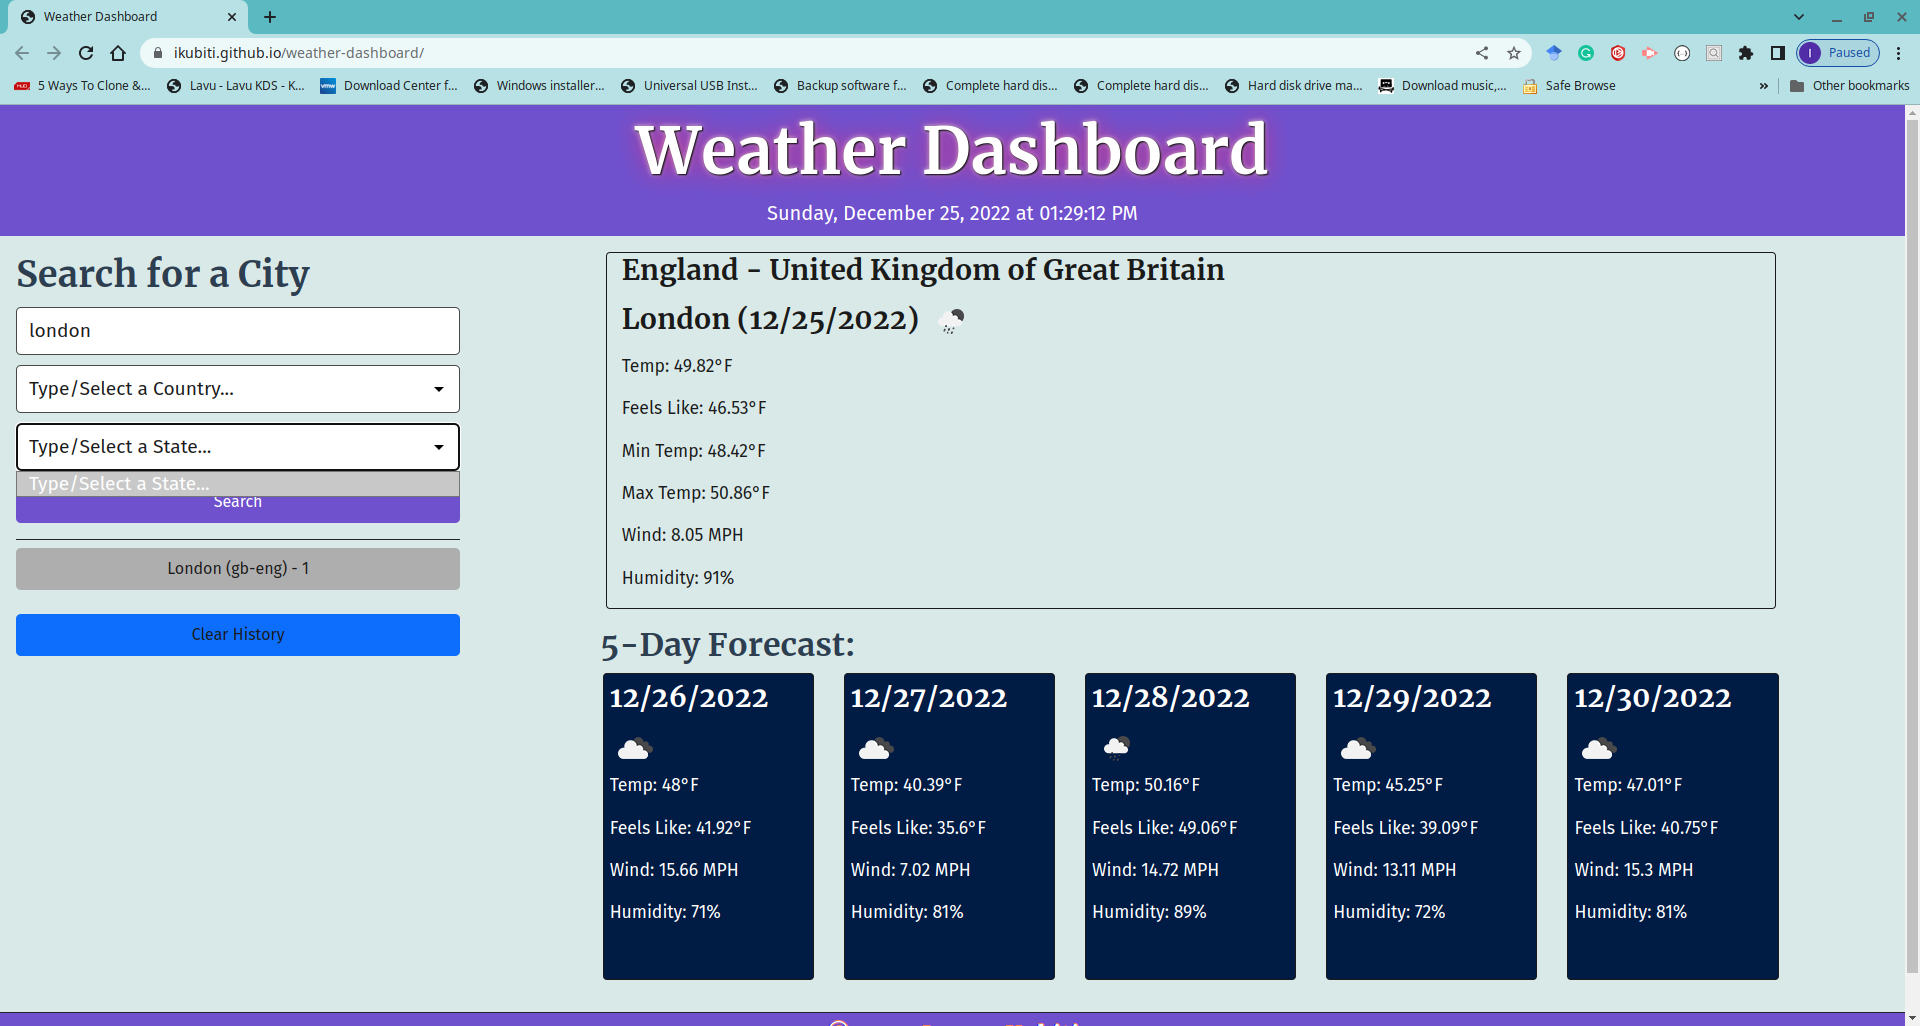 Weather Dashboard
ikubiti.github.io/weather-dashboard/
Paused
5 Ways To Clone &...
Lavu - Lavu KDS - K...
Download Center f...
Windows installer...
Universal USB Inst...
Backup software f...
Complete hard dis...
Complete hard dis...
Hard disk drive ma...
Download music,...
Safe Browse
»
Other bookmarks
Weather Dashboard
Sunday, December 25, 2022 at 01:29:12 PM
Search for a City
london
Type/Select a Country...
Type/Select a State...
Type/Select a State...
Search
London (gb-eng) - 1
Clear History
England - United Kingdom of Great Britain
London (12/25/2022)
Temp: 49.82°F
Feels Like: 46.53°F
Min Temp: 48.42°F
Max Temp: 50.86°F
Wind: 8.05 MPH
Humidity: 91%
5-Day Forecast:
12/26/2022
Temp: 48°F
Feels Like: 41.92°F
Wind: 15.66 MPH
Humidity: 71%
12/27/2022
Temp: 40.39°F
Feels Like: 35.6°F
Wind: 7.02 MPH
Humidity: 81%
12/28/2022
Temp: 50.16°F
Feels Like: 49.06°F
Wind: 14.72 MPH
Humidity: 89%
12/29/2022
Temp: 45.25°F
Feels Like: 39.09°F
Wind: 13.11 MPH
Humidity: 72%
12/30/2022
Temp: 47.01°F
Feels Like: 40.75°F
Wind: 15.3 MPH
Humidity: 81%